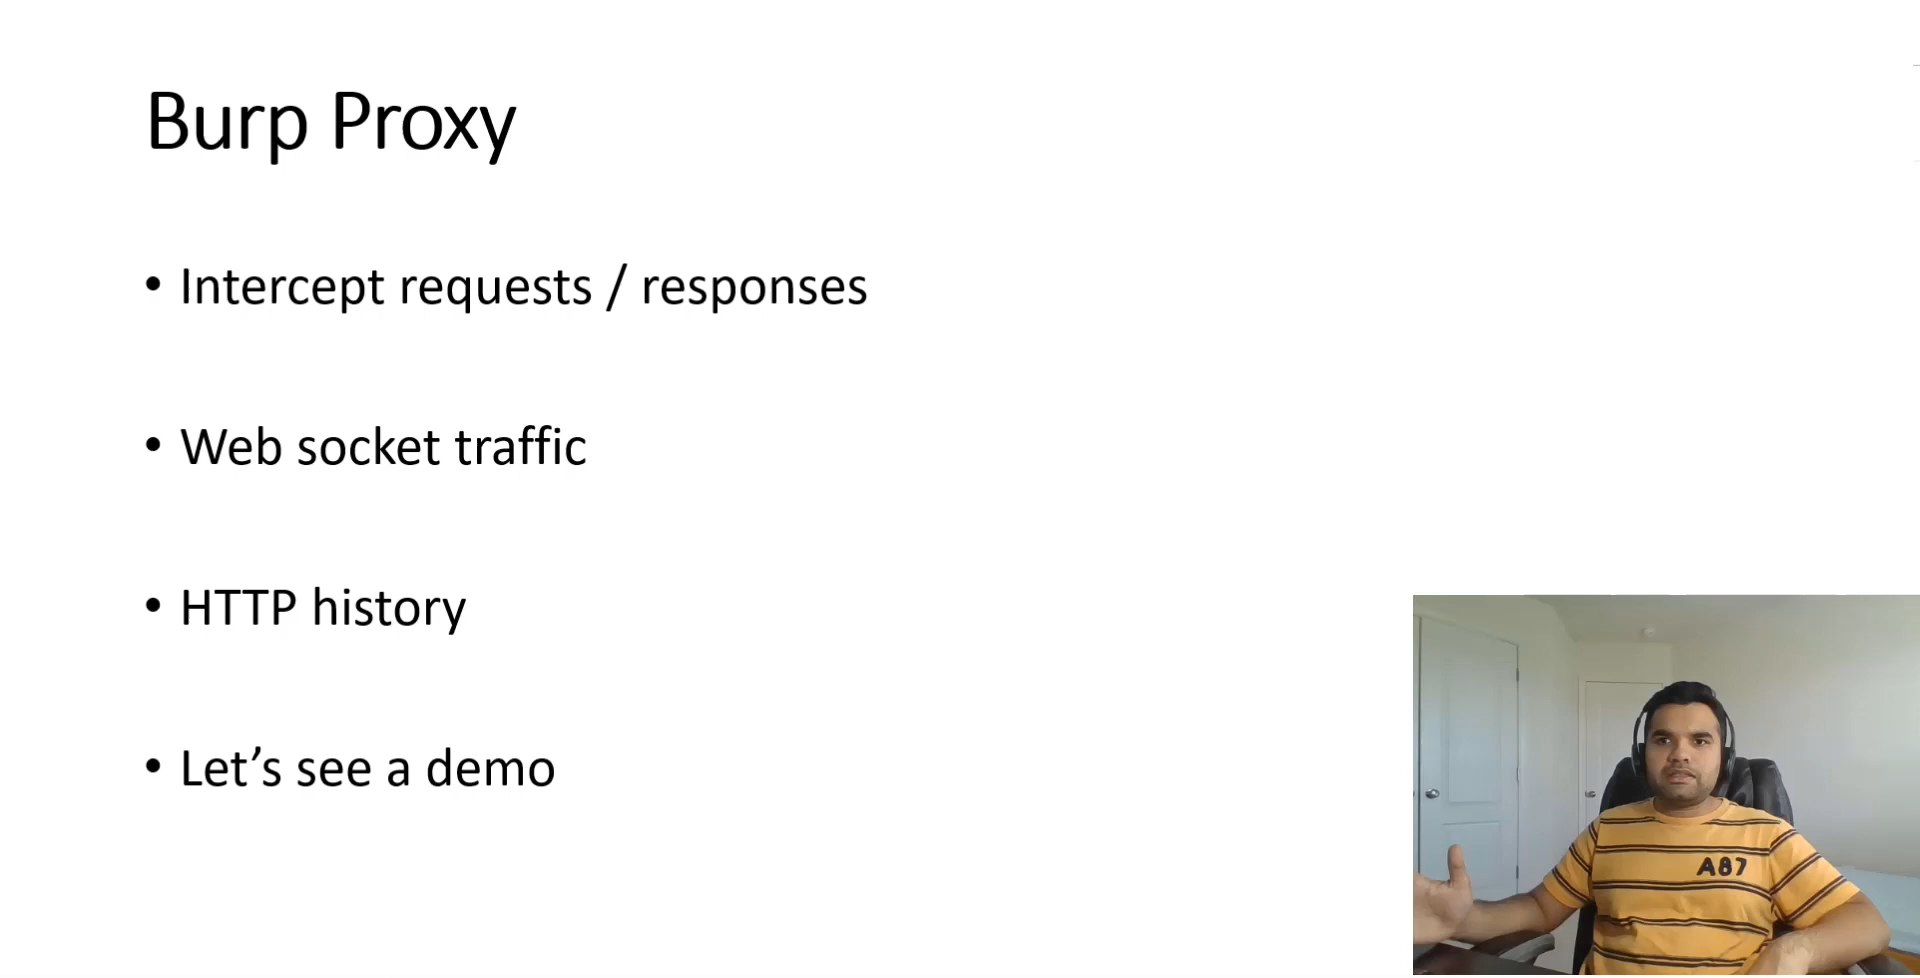 Burp Proxy
• Intercept requests / responses
• Web socket traffic
• HTTP history
• Let’s see a demo
A87